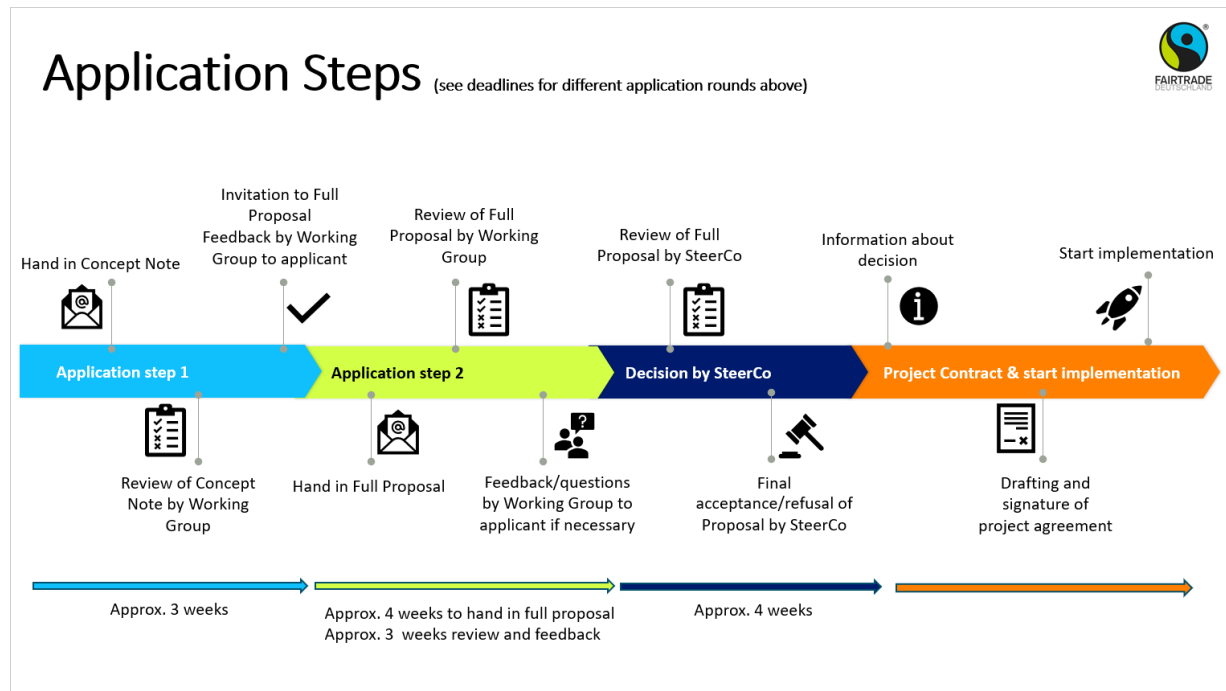 Application Steps (see deadlines for different application rounds above)
®
FAIRTRADE
DEUTSCHLAND
Hand in Concept Note
Invitation to Full
Proposal
Feedback by Working
Group to applicant
Review of Full
Proposal by Working
Group
Review of Full
Proposal by SteerCo
Information about
decision
Start implementation
@
Application step 1
Application step 2
Decision by SteerCo
Project Contract & start implementation
@
?
Review of Concept
Note by Working
Group
Hand in Full Proposal
Feedback/questions
by Working Group to
applicant if necessary
Final
acceptance/refusal of
Proposal by SteerCo
Drafting and
signature of
project agreement
Approx. 3 weeks
Approx. 4 weeks to hand in full proposal
Approx. 3  weeks review and feedback
Approx. 4 weeks